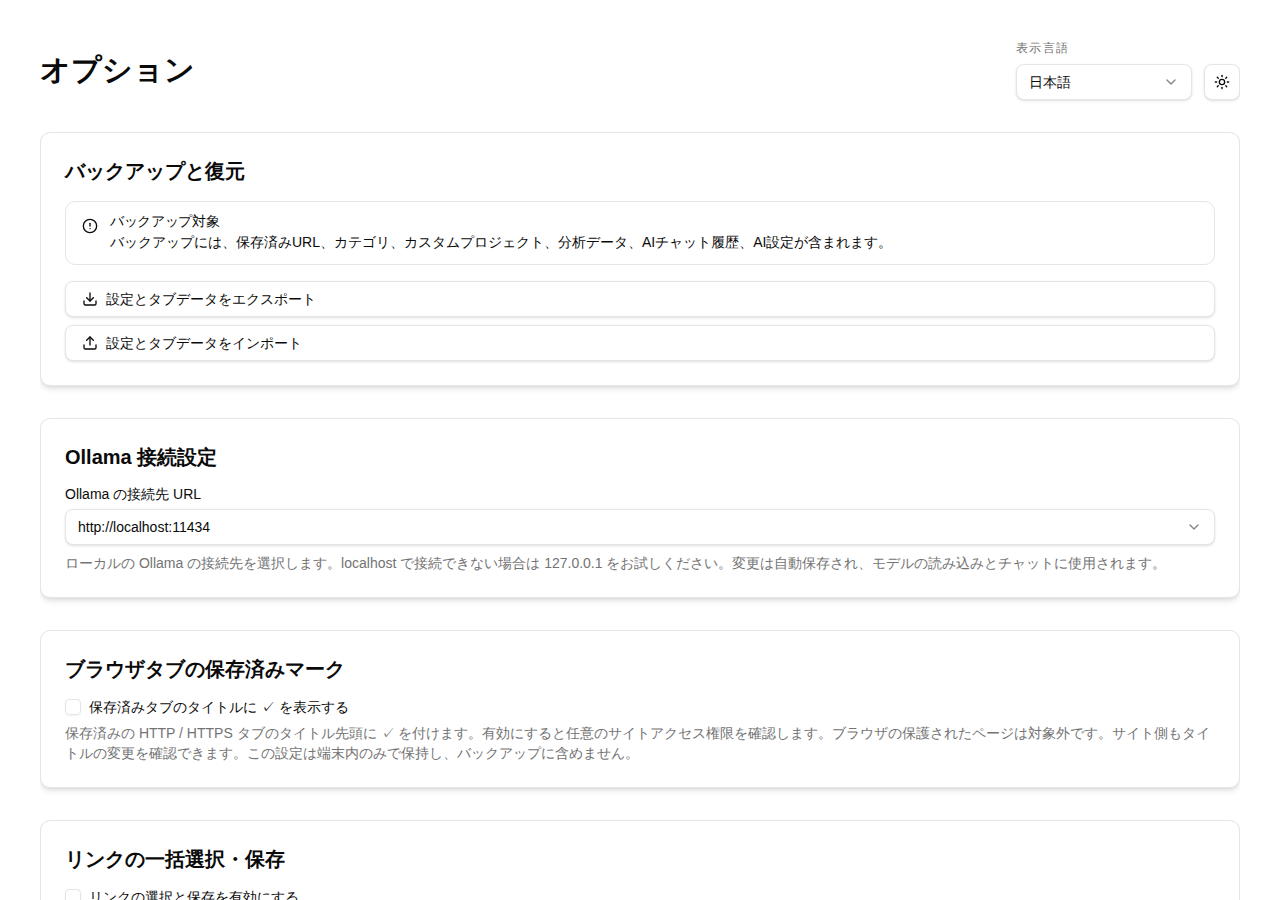 オプション
表示言語
日本語
バックアップと復元
バックアップ対象
バックアップには、保存済みURL、カテゴリ、カスタムプロジェクト、分析データ、AIチャット履歴、AI設定が含まれます。
設定とタブデータをエクスポート
設定とタブデータをインポート
Ollama 接続設定
Ollama の接続先 URL
http://localhost:11434
ローカルの Ollama の接続先を選択します。localhost で接続できない場合は 127.0.0.1 をお試しください。変更は自動保存され、モデルの読み込みとチャットに使用されます。
ブラウザタブの保存済みマーク
保存済みタブのタイトルに ✓ を表示する
保存済みの HTTP / HTTPS タブのタイトル先頭に ✓ を付けます。有効にすると任意のサイトアクセス権限を確認します。ブラウザの保護されたページは対象外です。サイト側もタイ
トルの変更を確認できます。この設定は端末内のみで保持し、バックアップに含めません。
リンクの一括選択・保存
リンクの選択と保存を有効にする